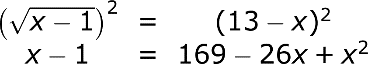 (√x − 1)² = (13 − x)²
x − 1 = 169 − 26x + x²